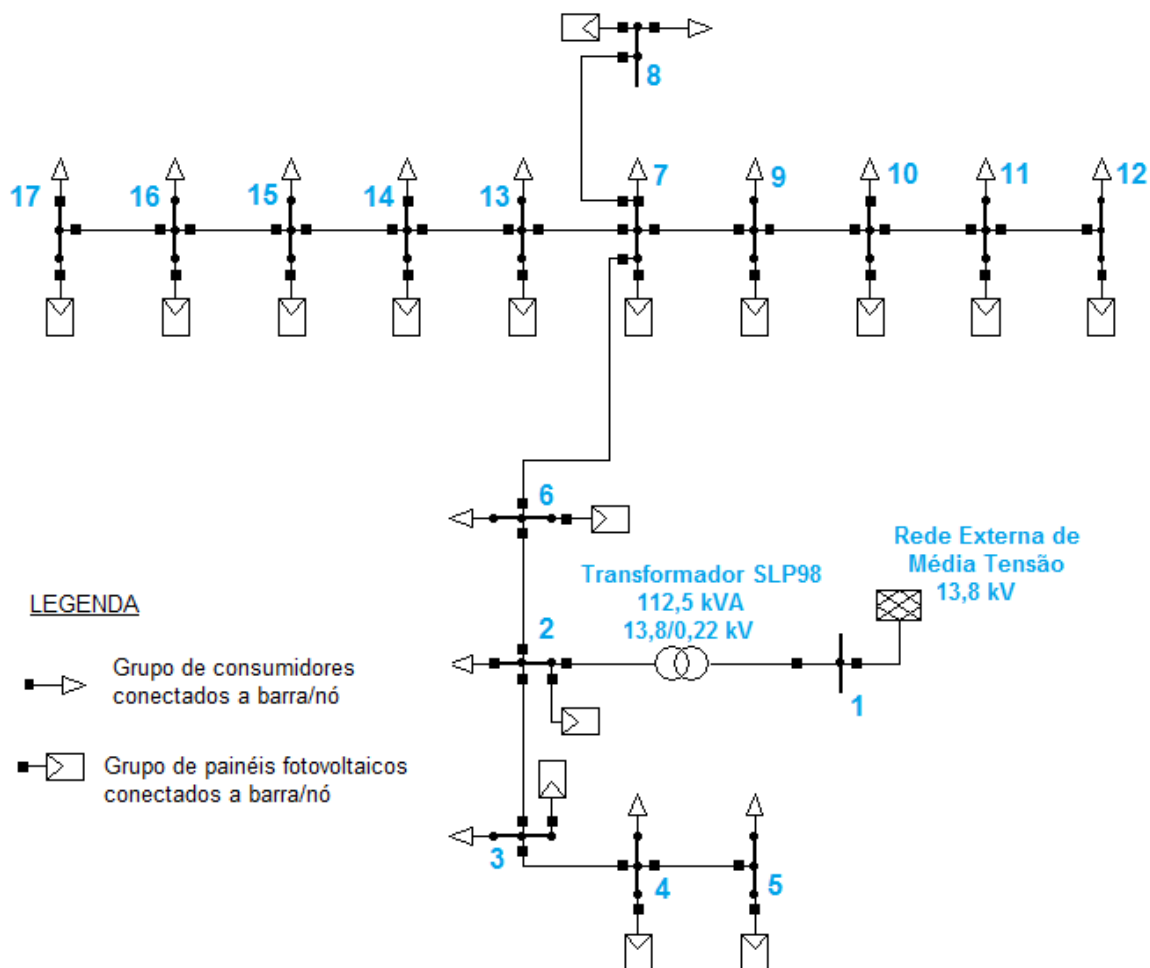 8
17
16
15
14
13
7
9
10
11
12
6
Rede Externa de
Média Tensão
13,8 kV
Transformador SLP98
112,5 kVA
13,8/0,22 kV
LEGENDA
2
Grupo de consumidores
conectados a barra/nó
1
Grupo de painéis fotovoltaicos
conectados a barra/nó
3
4
5